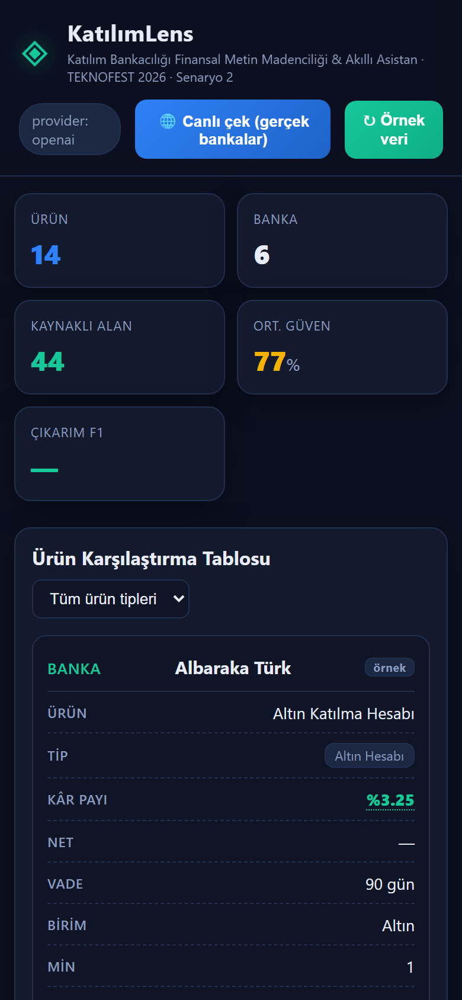 KatılımLens
Katılım Bankacılığı Finansal Metin Madenciliği & Akıllı Asistan ·
TEKNOFEST 2026 · Senaryo 2
provider:
openai
🌐 Canlı çek (gerçek
bankalar)
↻ Örnek
veri
ÜRÜN
14
BANKA
6
KAYNAKLI ALAN
44
ORT. GÜVEN
77%
ÇIKARIM F1
—
Ürün Karşılaştırma Tablosu
Tüm ürün tipleri
BANKA Albaraka Türk örnek
ÜRÜN Altın Katılma Hesabı
TİP Altın Hesabı
KÂR PAYI %3.25
NET —
VADE 90 gün
BİRİM Altın
MİN 1